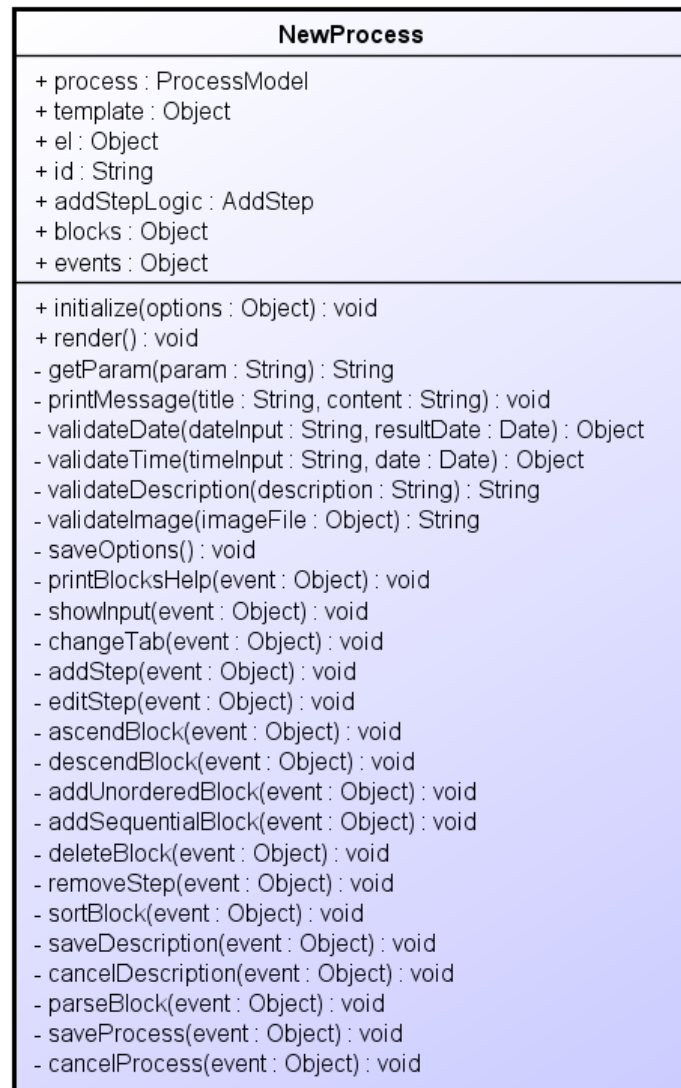 NewProcess
+ process : ProcessModel
+ template : Object
+ el : Object
+ id : String
+ addStepLogic : AddStep
+ blocks : Object
+ events : Object
+ initialize(options : Object) : void
+ render() : void
- getParam(param : String) : String
- printMessage(title : String, content : String) : void
- validateDate(dateInput : String, resultDate : Date) : Object
- validateTime(timeInput : String, date : Date) : Object
- validateDescription(description : String) : String
- validateImage(imageFile : Object) : String
- saveOptions() : void
- printBlocksHelp(event : Object) : void
- showInput(event : Object) : void
- changeTab(event : Object) : void
- addStep(event : Object) : void
- editStep(event : Object) : void
- ascendBlock(event : Object) : void
- descendBlock(event : Object) : void
- addUnorderedBlock(event : Object) : void
- addSequentialBlock(event : Object) : void
- deleteBlock(event : Object) : void
- removeStep(event : Object) : void
- sortBlock(event : Object) : void
- saveDescription(event : Object) : void
- cancelDescription(event : Object) : void
- parseBlock(event : Object) : void
- saveProcess(event : Object) : void
- cancelProcess(event : Object) : void